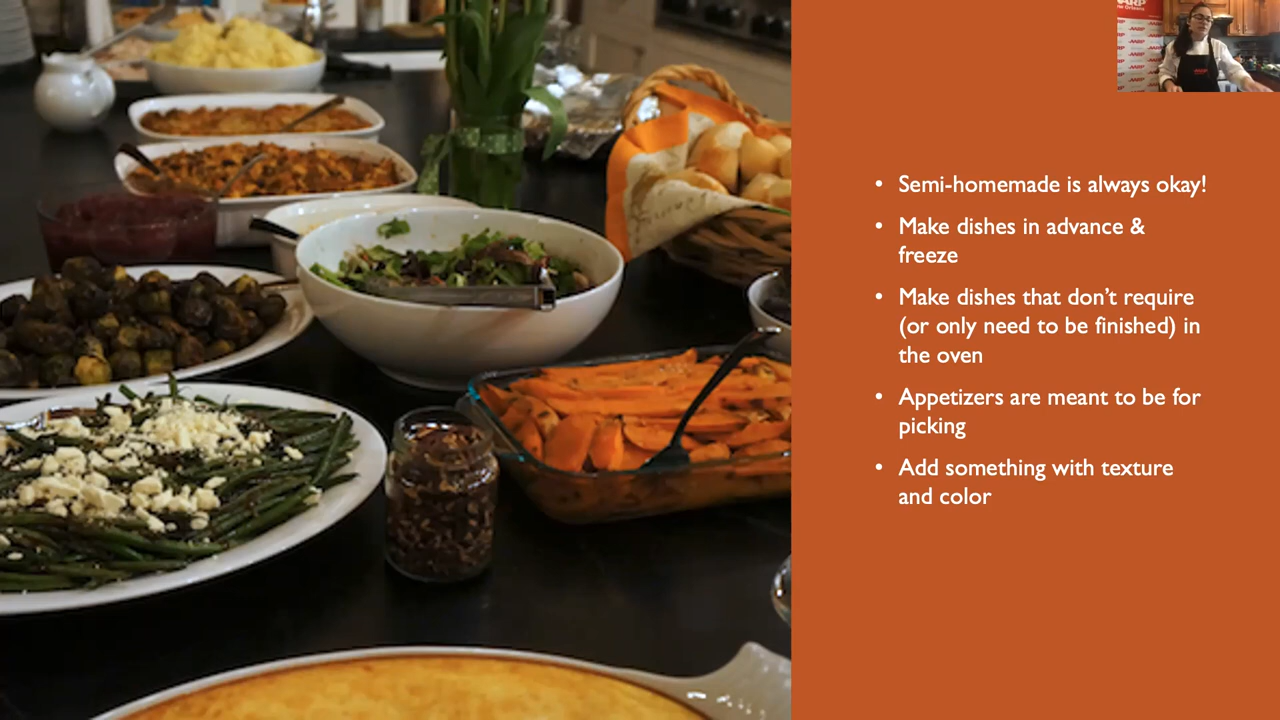 AARP
• Semi-homemade is always okay!
• Make dishes in advance &
freeze
• Make dishes that don’t require
(or only need to be finished) in
the oven
• Appetizers are meant to be for
picking
• Add something with texture
and color